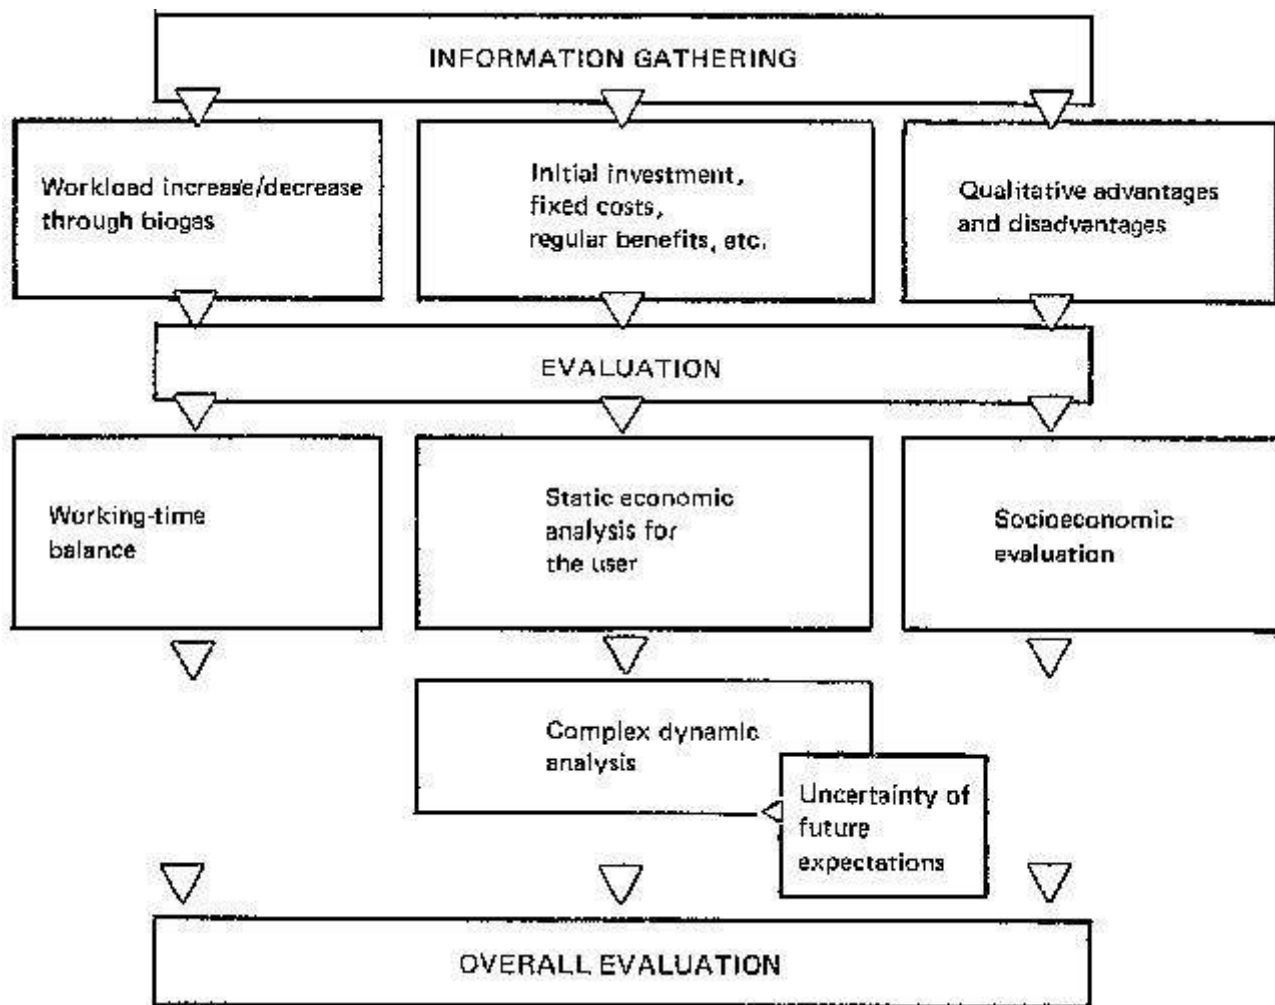 INFORMATION GATHERING
Workload increase/decrease
through biogas
Initial investment,
fixed costs,
regular benefits, etc.
Qualitative advantages
and disadvantages
EVALUATION
Working-time
balance
Static economic
analysis for
the user
Socioeconomic
evaluation
Complex dynamic
analysis
Uncertainty of
future
expectations
OVERALL EVALUATION